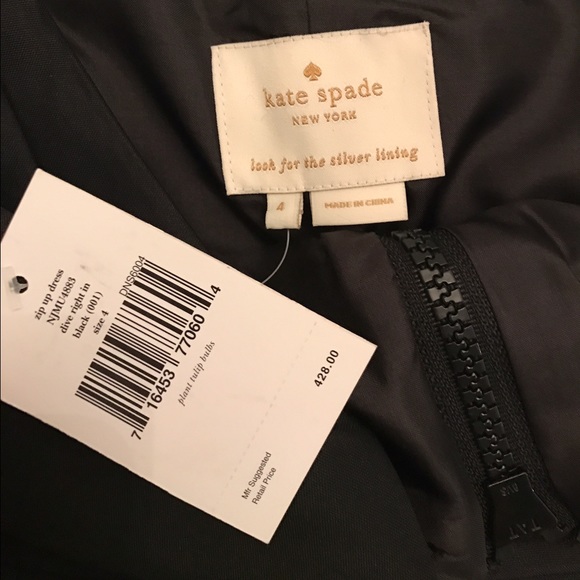 kate spade
NEW YORK
look for the silver lining
4
MADE IN CHINA
zip up dress
NJMU4883
dive right in
black (001)
size 4
PNS6004
7 16453 77060 4
plant tulip bulbs
428.00
Mfr Suggested
Retail Price